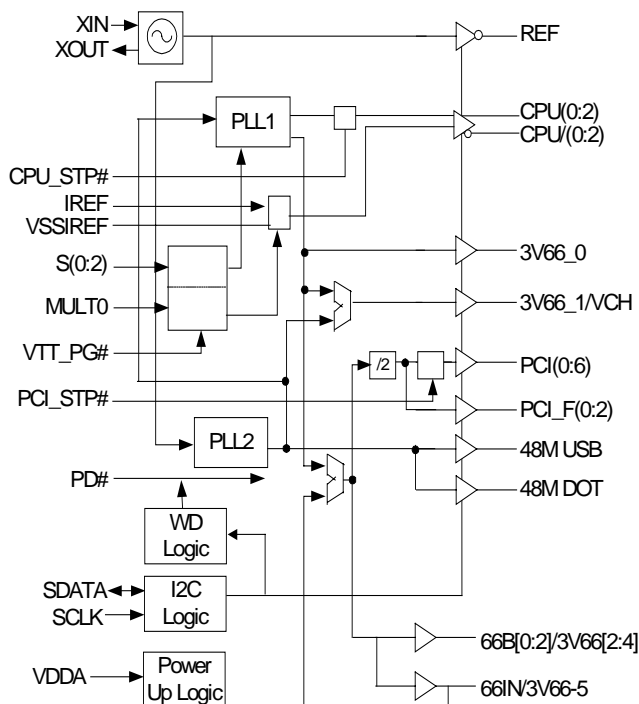 XIN
XOUT
REF
PLL1
CPU(0:2)
CPU/(0:2)
CPU_STP#
IREF
VSSIREF
3V66_0
S(0:2)
MULT0
3V66_1/VCH
VTT_PG#
/2
PCI(0:6)
PCI_STP#
PCI_F(0:2)
PLL2
48M USB
PD#
48M DOT
WD
Logic
SDATA
I2C
Logic
SCLK
66B[0:2]/3V66[2:4]
VDDA
Power
Up Logic
66IN/3V66-5